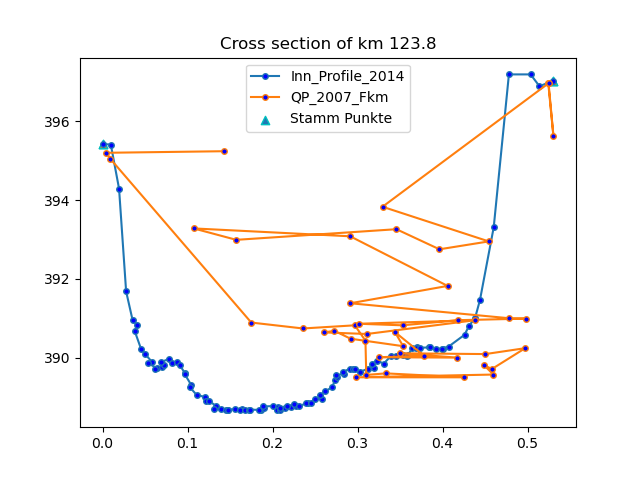 Cross section of km 123.8
Inn_Profile_2014
QP_2007_Fkm
Stamm Punkte
396
394
392
390
0.0 0.1 0.2 0.3 0.4 0.5